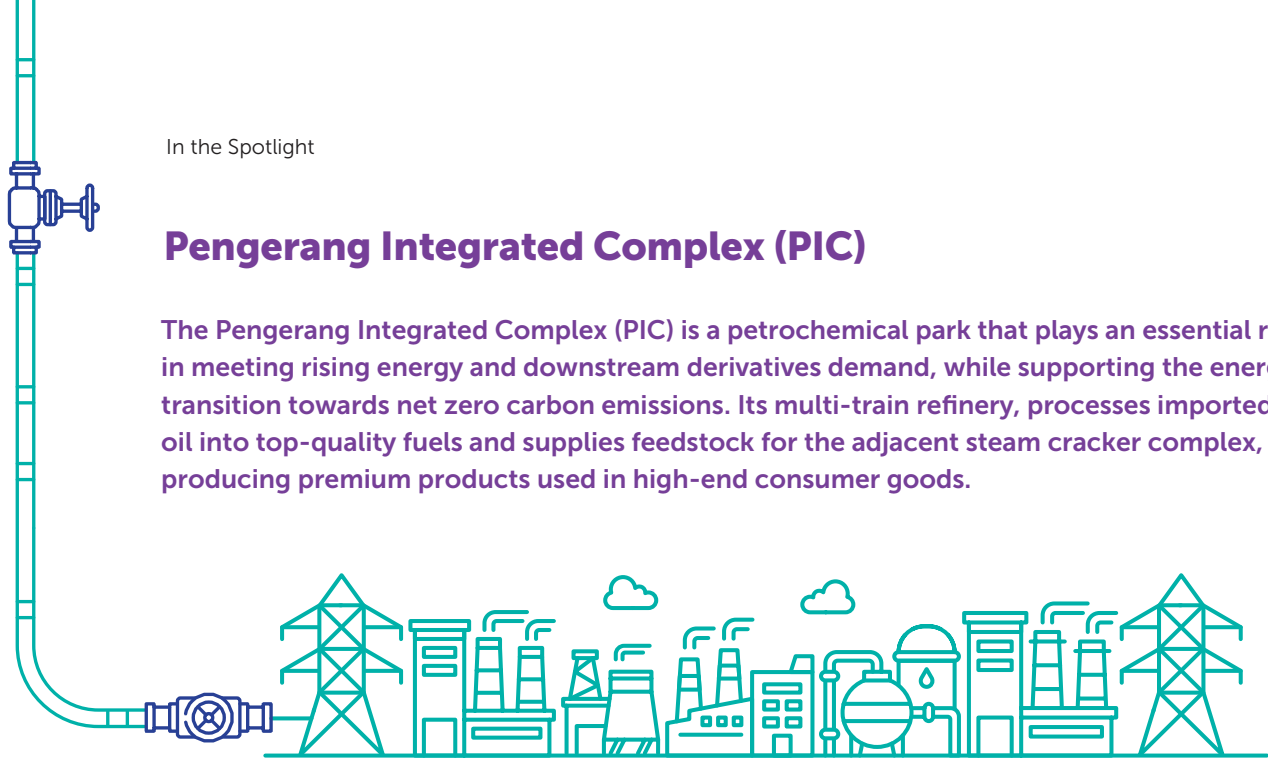 In the Spotlight
Pengerang Integrated Complex (PIC)
The Pengerang Integrated Complex (PIC) is a petrochemical park that plays an essential
in meeting rising energy and downstream derivatives demand, while supporting the
transition towards net zero carbon emissions. Its multi-train refinery, processes imported
oil into top-quality fuels and supplies feedstock for the adjacent steam cracker complex,
producing premium products used in high-end consumer goods.